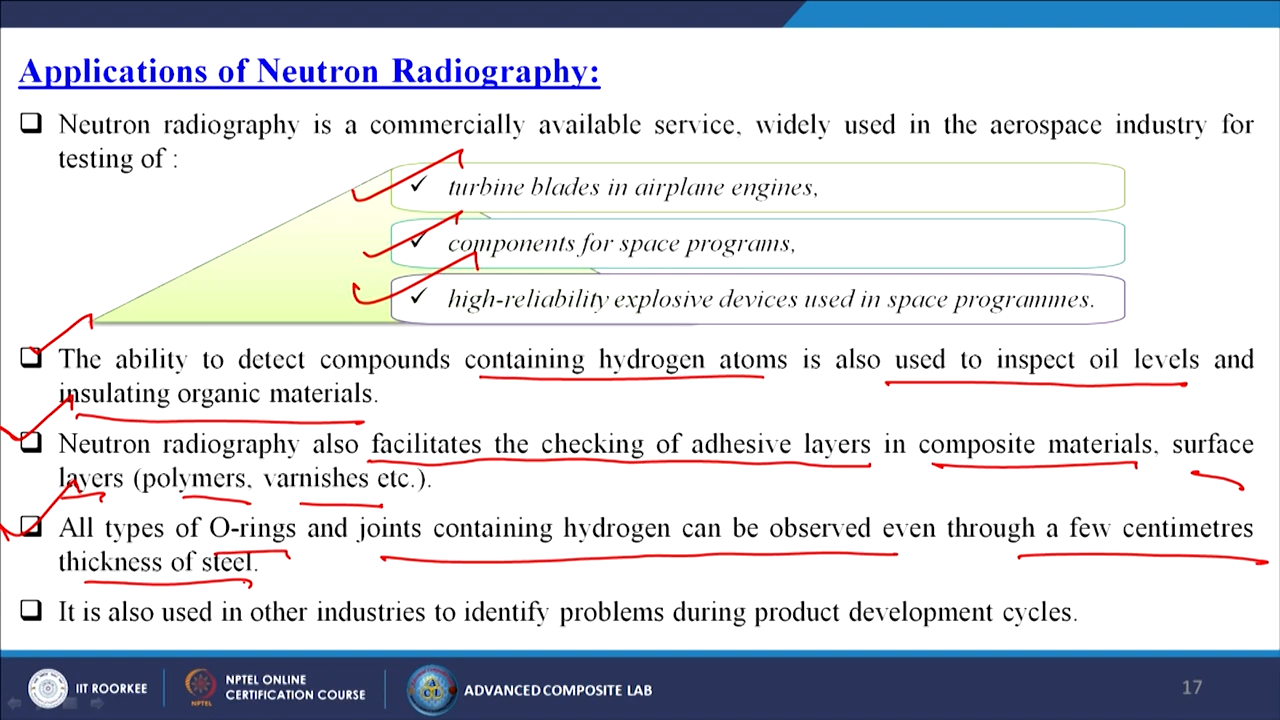 Applications of Neutron Radiography:
❑ Neutron radiography is a commercially available service, widely used in the aerospace industry for
testing of :
✓ turbine blades in airplane engines,
✓ components for space programs,
✓ high-reliability explosive devices used in space programmes.
❑ The ability to detect compounds containing hydrogen atoms is also used to inspect oil levels and
insulating organic materials.
❑ Neutron radiography also facilitates the checking of adhesive layers in composite materials, surface
layers (polymers, varnishes etc.).
❑ All types of O-rings and joints containing hydrogen can be observed even through a few centimetres
thickness of steel.
❑ It is also used in other industries to identify problems during product development cycles.
IIT ROORKEE
NPTEL
NPTEL ONLINE
CERTIFICATION COURSE
ACL
ADVANCED COMPOSITE LAB
17